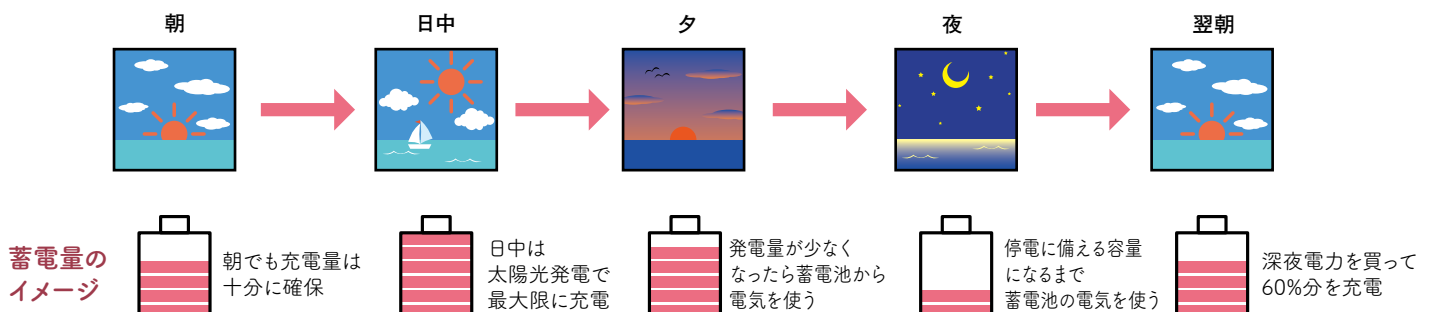 朝
日中
夕
夜
翌朝
蓄電量の
イメージ
朝でも充電量は
十分に確保
日中は
太陽光発電で
最大限に充電
発電量が少なく
なったら蓄電池から
電気を使う
停電に備える容量
になるまで
蓄電池の電気を使う
深夜電力を買って
60%分を充電